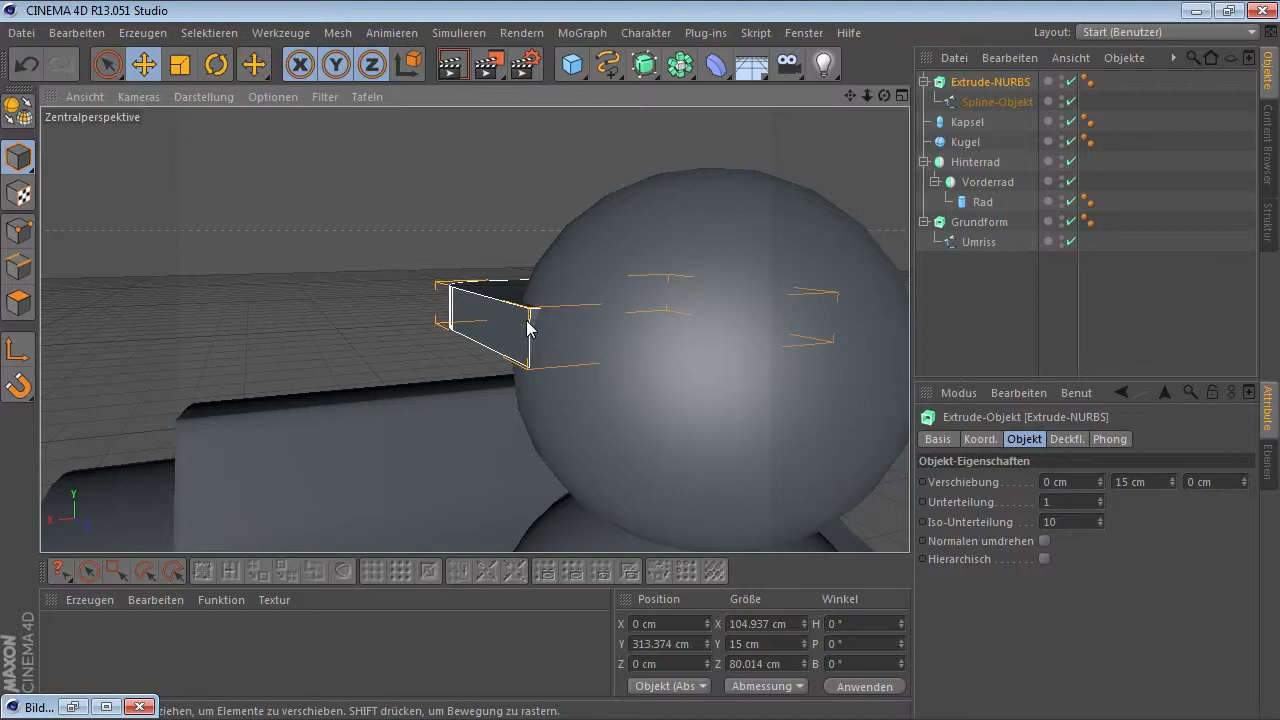 CINEMA 4D R13.051 Studio
Datei Bearbeiten Erzeugen Selektieren Werkzeuge Mesh Animieren Simulieren Rendern MoGraph Charakter Plug-ins Skript Fenster Hilfe Layout: Start (Benutzer)
Datei Bearbeiten Ansicht Objekte
Extrude-NURBS
Spline-Objekt
Kapsel
Kugel
Hinterrad
Vorderrad
Rad
Grundform
Umriss
Objekte
Content Browser
Struktur
Ansicht Kameras Darstellung Optionen Filter Tafeln
Zentralperspektive
Y
X
Z
Modus Bearbeiten Benut
Extrude-Objekt [Extrude-NURBS]
Basis Koord. Objekt Deckfl. Phong
Objekt-Eigenschaften
Verschiebung 0 cm 15 cm 0 cm
Unterteilung 1
Iso-Unterteilung 10
Normalen umdrehen
Hierarchisch
Attribute
Ebenen
Erzeugen Bearbeiten Funktion Textur
Position Größe Winkel
X 0 cm X 104.937 cm H 0 °
Y 313.374 cm Y 15 cm P 0 °
Z 0 cm Z 80.014 cm B 0 °
Objekt (Abs Abmessung Anwenden
MAXON
CINEMA 4D
Bild...
ziehen, um Elemente zu verschieben. SHIFT drücken, um Bewegung zu rastern.